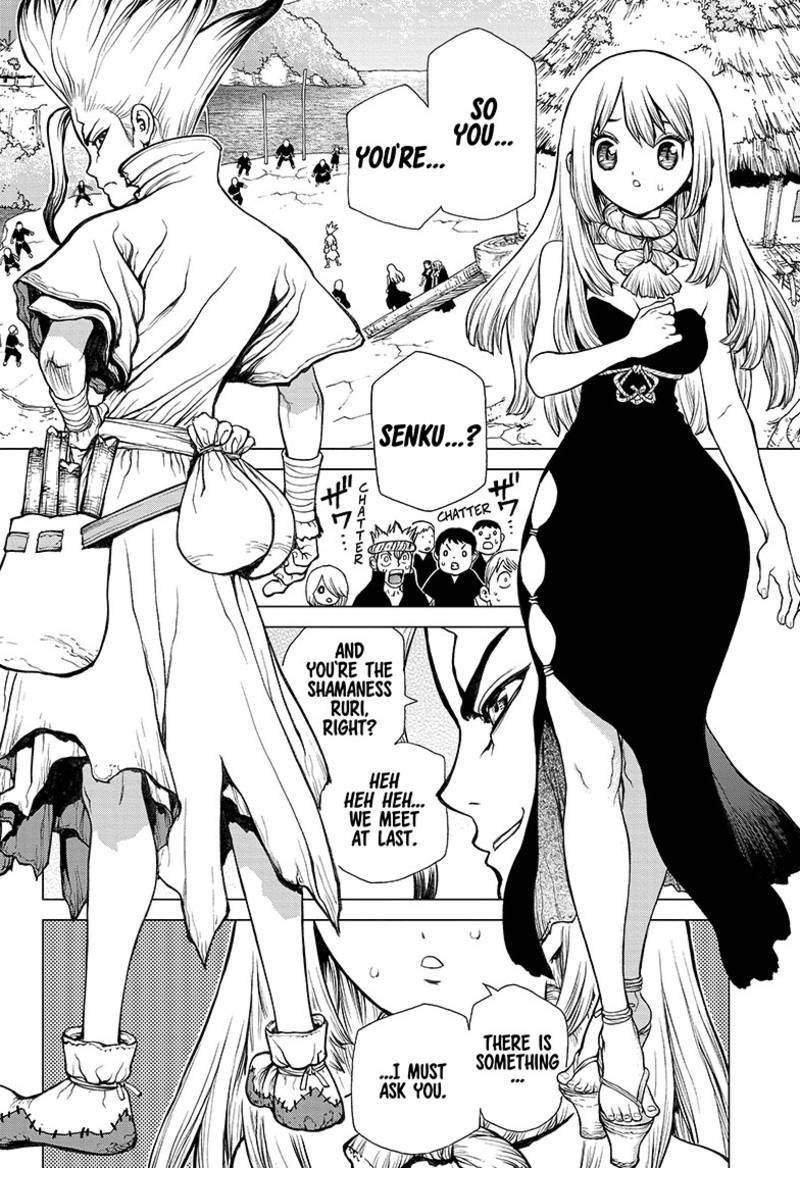 SO
YOU...
YOU'RE...
SENKU...?
ザワ...
CHATTER
CHATTER
ザワ...
AND
YOU'RE THE
SHAMANESS
RURI,
RIGHT?
HEH
HEH HEH...
WE MEET
AT LAST.
THERE IS
SOMETHING
...
...I MUST
ASK YOU.